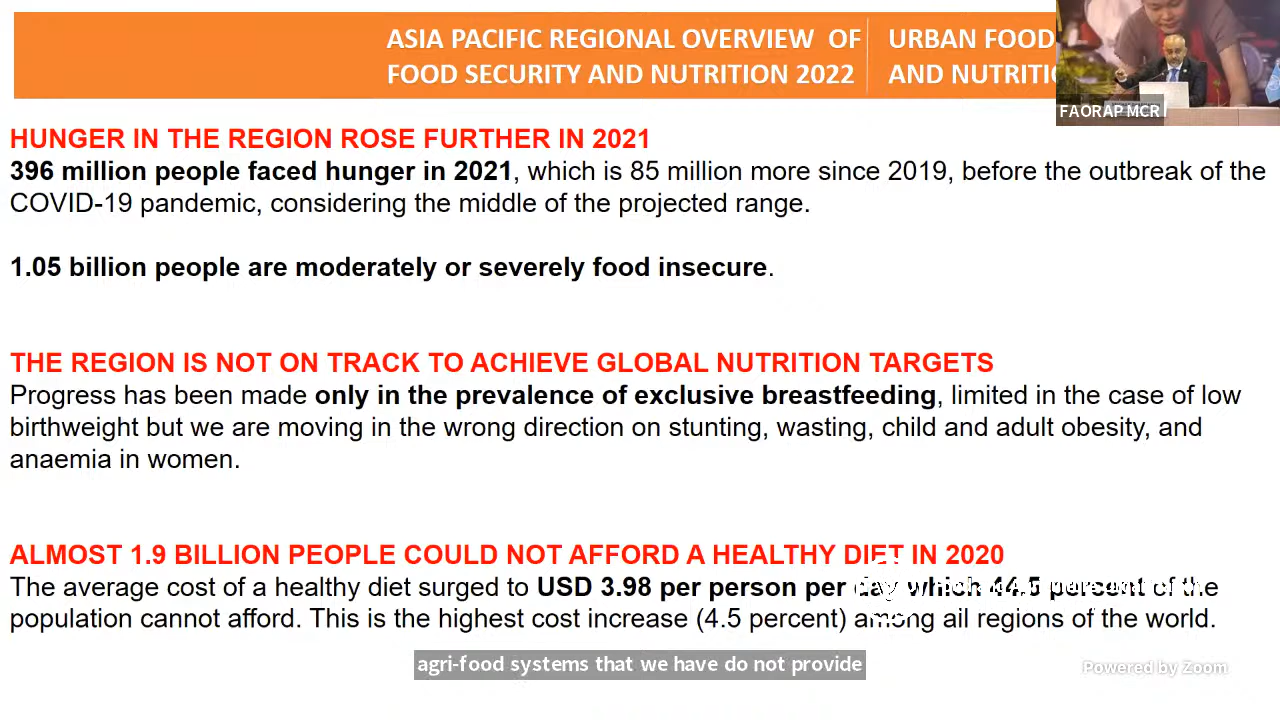 ASIA PACIFIC REGIONAL OVERVIEW OF
FOOD SECURITY AND NUTRITION 2022
URBAN FOOD
AND
FAORAP MCR
HUNGER IN THE REGION ROSE FURTHER IN 2021
396 million people faced hunger in 2021, which is 85 million more since 2019, before the outbreak of the
COVID-19 pandemic, considering the middle of the projected range.
1.05 billion people are moderately or severely food insecure.
THE REGION IS NOT ON TRACK TO ACHIEVE GLOBAL NUTRITION TARGETS
Progress has been made only in the prevalence of exclusive breastfeeding, limited in the case of low
birthweight but we are moving in the wrong direction on stunting, wasting, child and adult obesity, and
anaemia in women.
ALMOST 1.9 BILLION PEOPLE COULD NOT AFFORD A HEALTHY DIET IN 2020
The average cost of a healthy diet surged to USD 3.98 per person per which the
population cannot afford. This is the highest cost increase (4.5 percent) among all regions of the world.
agri-food systems that we have do not provide
Powered by Zoom